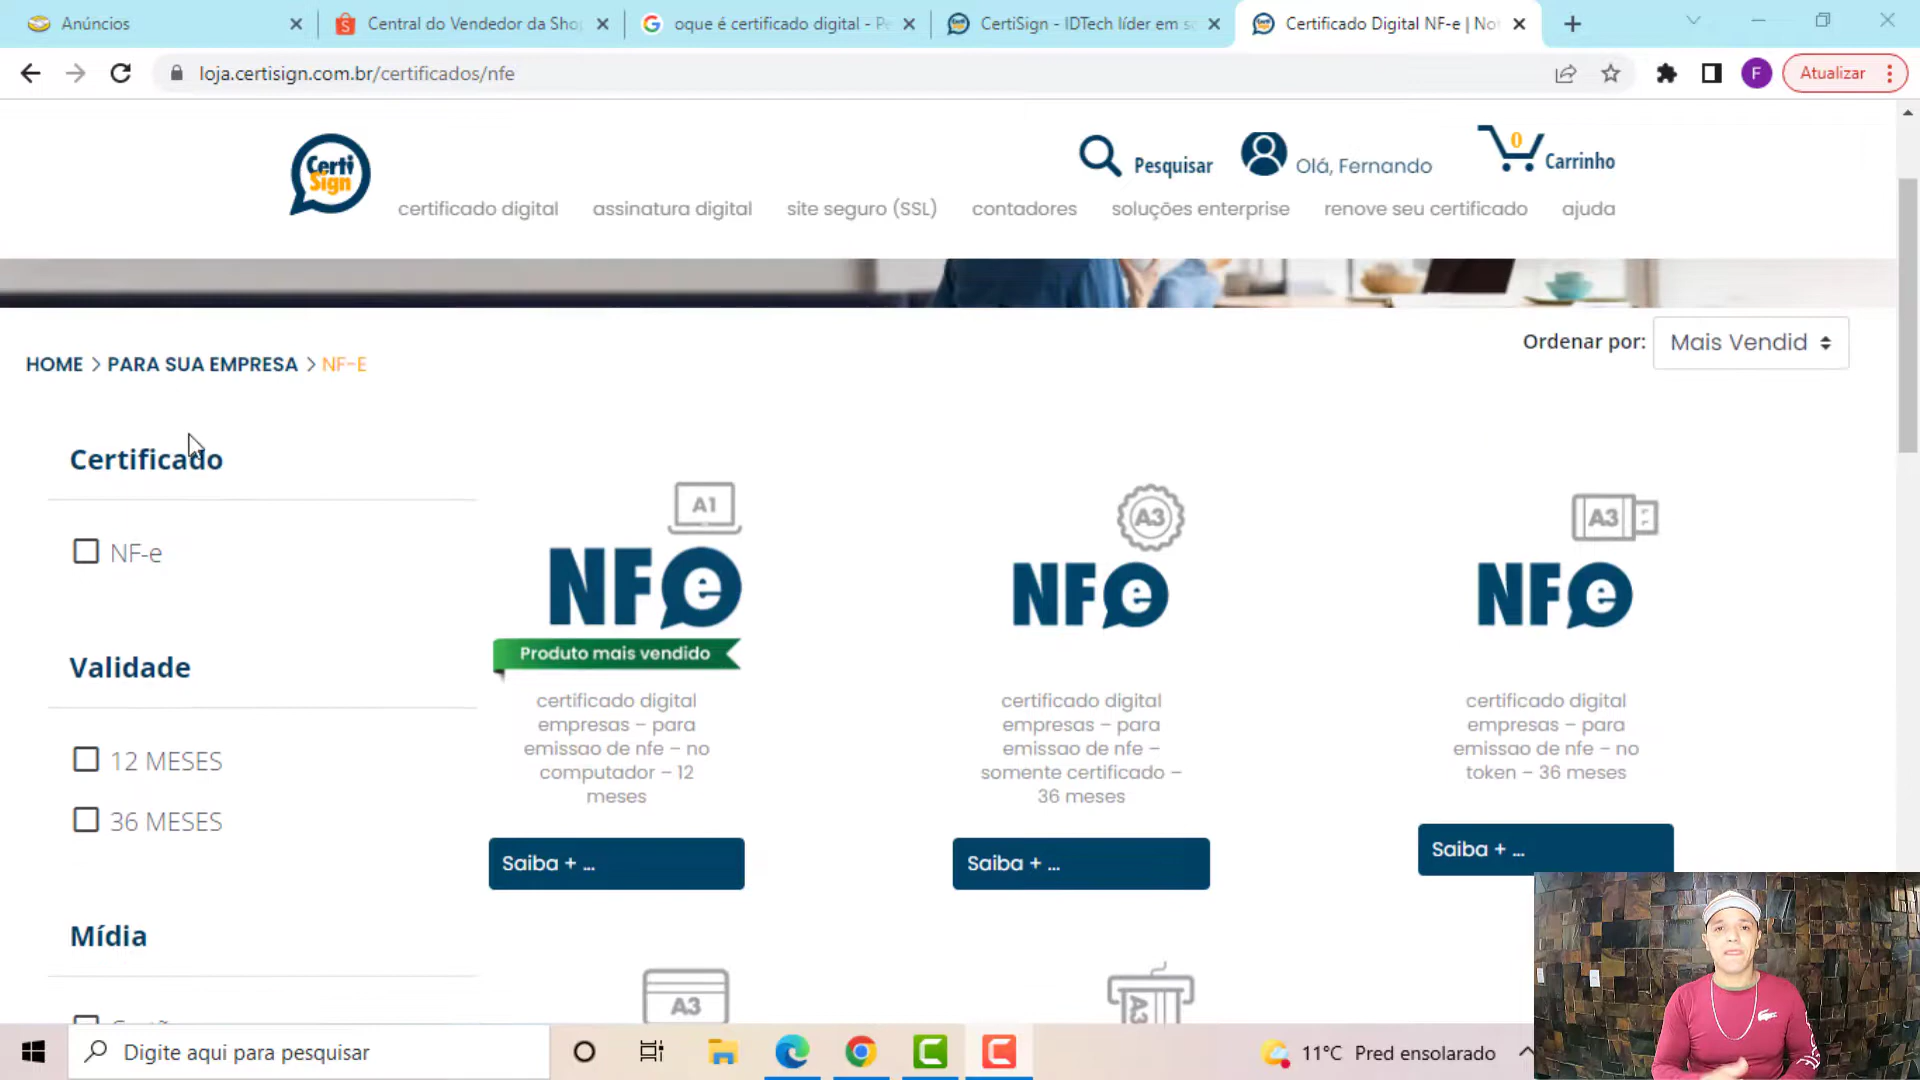 Anúncios
Central do Vendedor da Sho
oque é certificado digital - Pe
CertiSign - IDTech líder em so
Certificado Digital NF-e | Not
loja.certisign.com.br/certificados/nfe
F
Atualizar
Certi
Sign
Pesquisar
Olá, Fernando
0
Carrinho
certificado digital
assinatura digital
site seguro (SSL)
contadores
soluções enterprise
renove seu certificado
ajuda
HOME > PARA SUA EMPRESA > NF-E
Ordenar por:
Mais Vendid
Certificado
NF-e
Validade
12 MESES
36 MESES
Mídia
A1
NFe
Produto mais vendido
certificado digital
empresas – para
emissao de nfe – no
computador – 12
meses
Saiba + ...
A3
NFe
certificado digital
empresas – para
emissao de nfe –
somente certificado –
36 meses
Saiba + ...
A3
NFe
certificado digital
empresas – para
emissao de nfe – no
token – 36 meses
Saiba + ...
A3
A3
Digite aqui para pesquisar
11°C Pred ensolarado